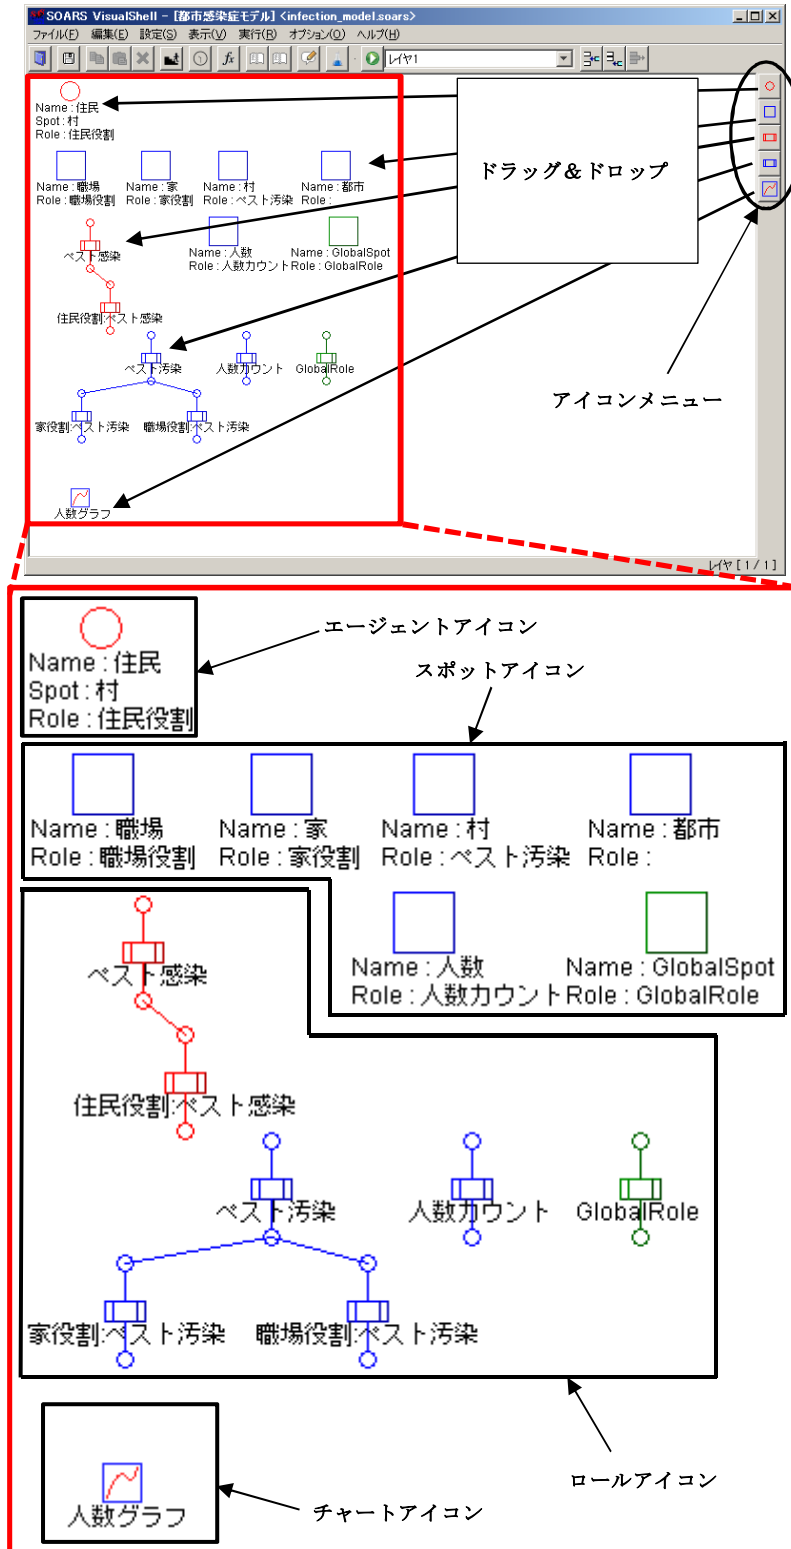 SOARS VisualShell - [都市感染症モデル] <infection_model.soars>
ファイル(F) 編集(E) 設定(S) 表示(V) 実行(R) オプション(O) ヘルプ(H)
fx レイヤ1
Name : 住民
Spot : 村
Role : 住民役割
ドラッグ＆ドロップ
Name : 職場 Name : 家 Name : 村 Name : 都市
Role : 職場役割 Role : 家役割 Role : ペスト汚染 Role :
ペスト感染 Name : 人数 Name : GlobalSpot
Role : 人数カウント Role : GlobalRole
住民役割:ペスト感染
ペスト汚染 人数カウント GlobalRole
アイコンメニュー
家役割:ペスト汚染 職場役割:ペスト汚染
人数グラフ
レイヤ [ 1 / 1 ]
エージェントアイコン
Name : 住民
Spot : 村
Role : 住民役割
スポットアイコン
Name : 職場 Name : 家 Name : 村 Name : 都市
Role : 職場役割 Role : 家役割 Role : ペスト汚染 Role :
Name : 人数 Name : GlobalSpot
Role : 人数カウント Role : GlobalRole
ペスト感染
住民役割:ペスト感染
ペスト汚染 人数カウント GlobalRole
家役割:ペスト汚染 職場役割:ペスト汚染
ロールアイコン
人数グラフ
チャートアイコン